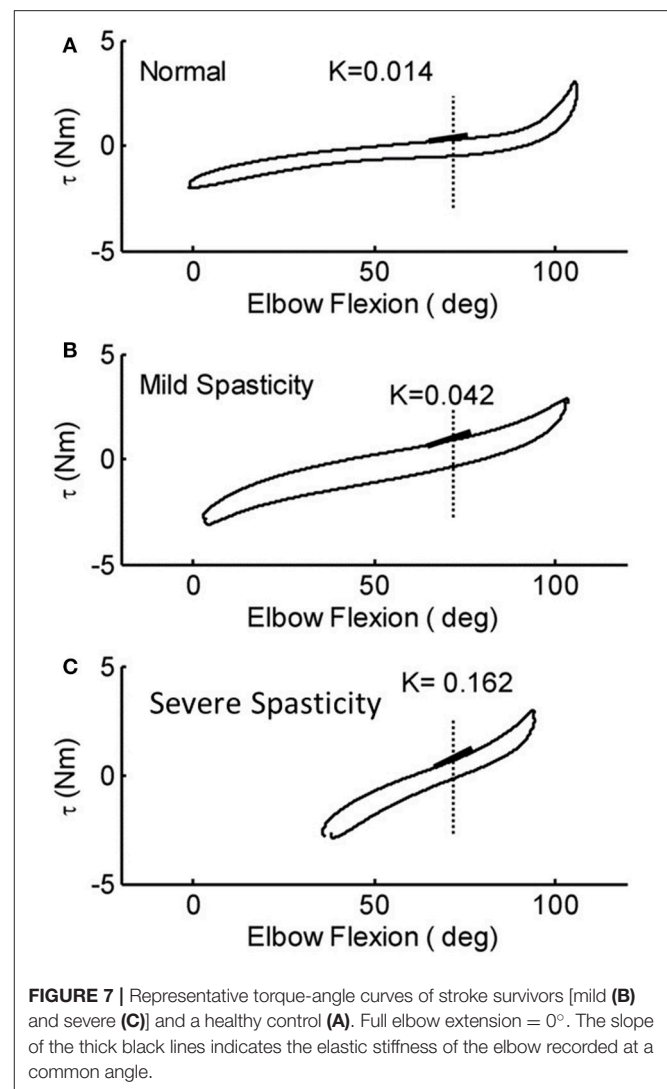 A
5
Normal
K=0.014
τ (Nm)
0
-5
0 50 100
Elbow Flexion ( deg)
B
5
Mild Spasticity
K=0.042
τ (Nm)
0
-5
0 50 100
Elbow Flexion ( deg)
C
5
K= 0.162
Severe Spasticity
τ (Nm)
0
-5
0 50 100
Elbow Flexion ( deg)
FIGURE 7 | Representative torque-angle curves of stroke survivors [mild (B)
and severe (C)] and a healthy control (A). Full elbow extension = 0°. The slope
of the thick black lines indicates the elastic stiffness of the elbow recorded at a
common angle.